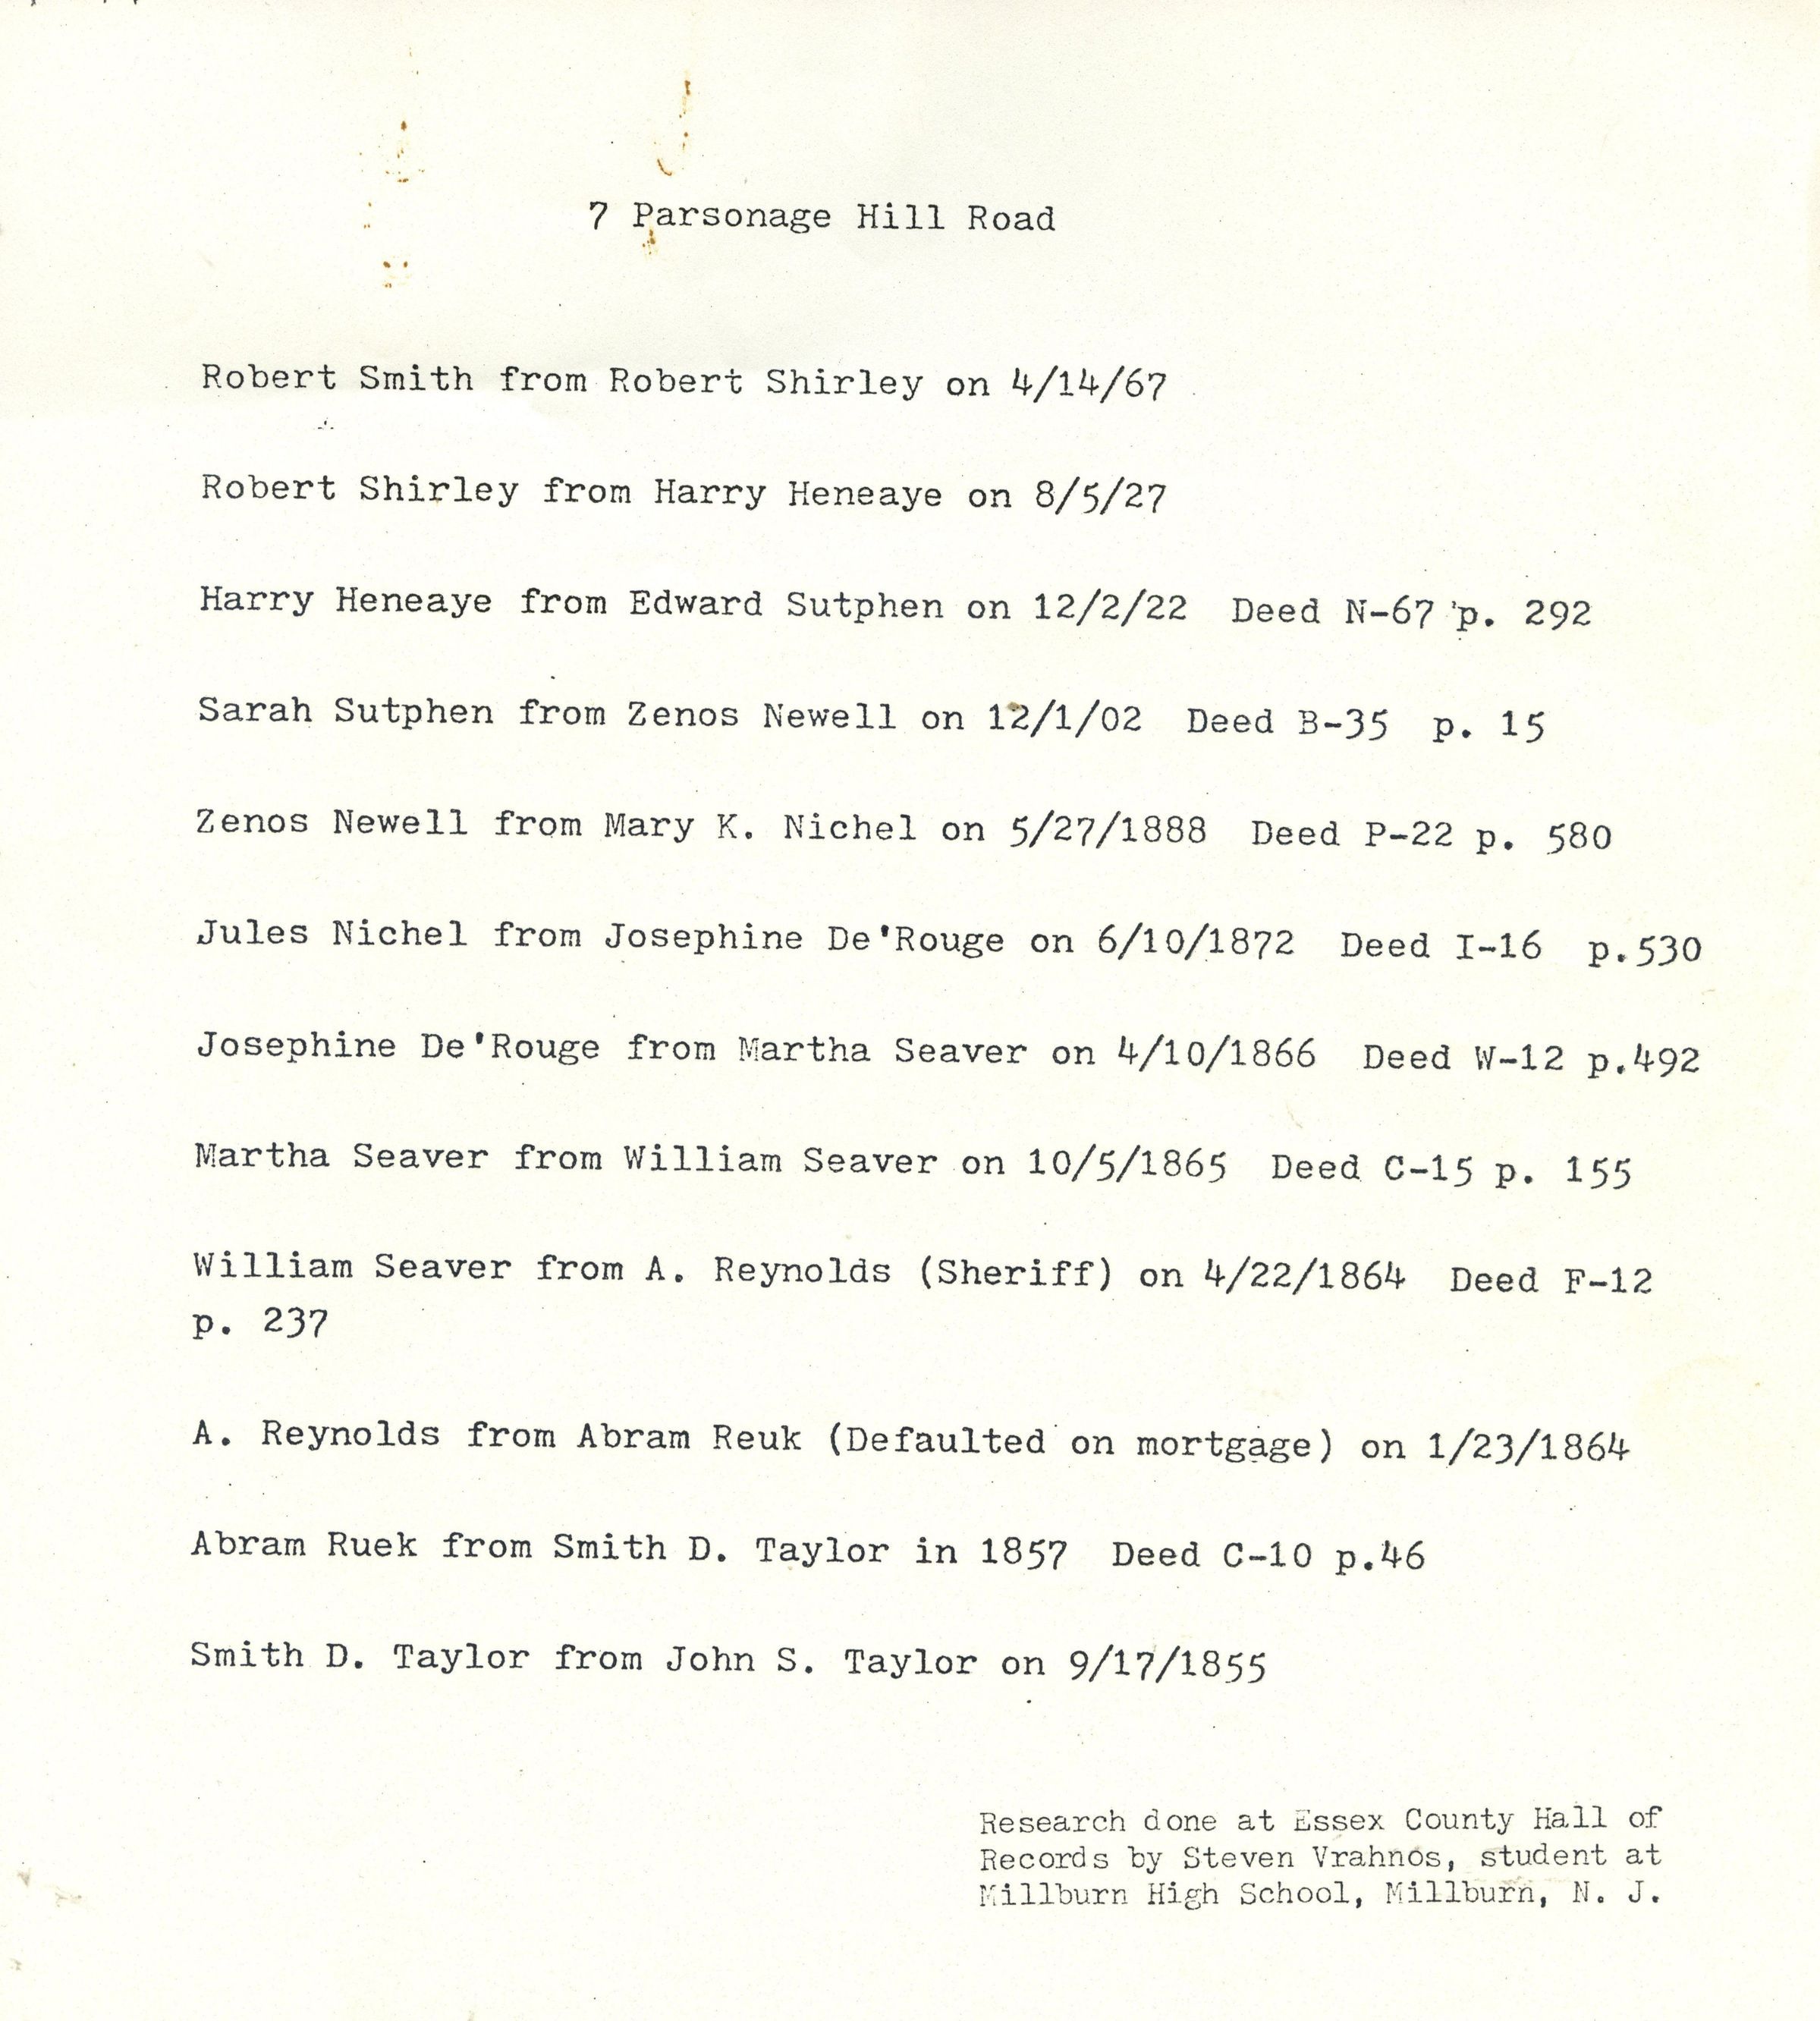 7 Parsonage Hill Road
Robert Smith from Robert Shirley on 4/14/67
Robert Shirley from Harry Heneaye on 8/5/27
Harry Heneaye from Edward Sutphen on 12/2/22 Deed N-67 p. 292
Sarah Sutphen from Zenos Newell on 12/1/02 Deed B-35 p. 15
Zenos Newell from Mary K. Nichel on 5/27/1888 Deed P-22 p. 580
Jules Nichel from Josephine De'Rouge on 6/10/1872 Deed I-16 p.530
Josephine De'Rouge from Martha Seaver on 4/10/1866 Deed W-12 p.492
Martha Seaver from William Seaver on 10/5/1865 Deed C-15 p. 155
William Seaver from A. Reynolds (Sheriff) on 4/22/1864 Deed F-12
p. 237
A. Reynolds from Abram Reuk (Defaulted on mortgage) on 1/23/1864
Abram Ruek from Smith D. Taylor in 1857 Deed C-10 p.46
Smith D. Taylor from John S. Taylor on 9/17/1855
Research done at Essex County Hall of
Records by Steven Vrahnos, student at
Millburn High School, Millburn, N. J.